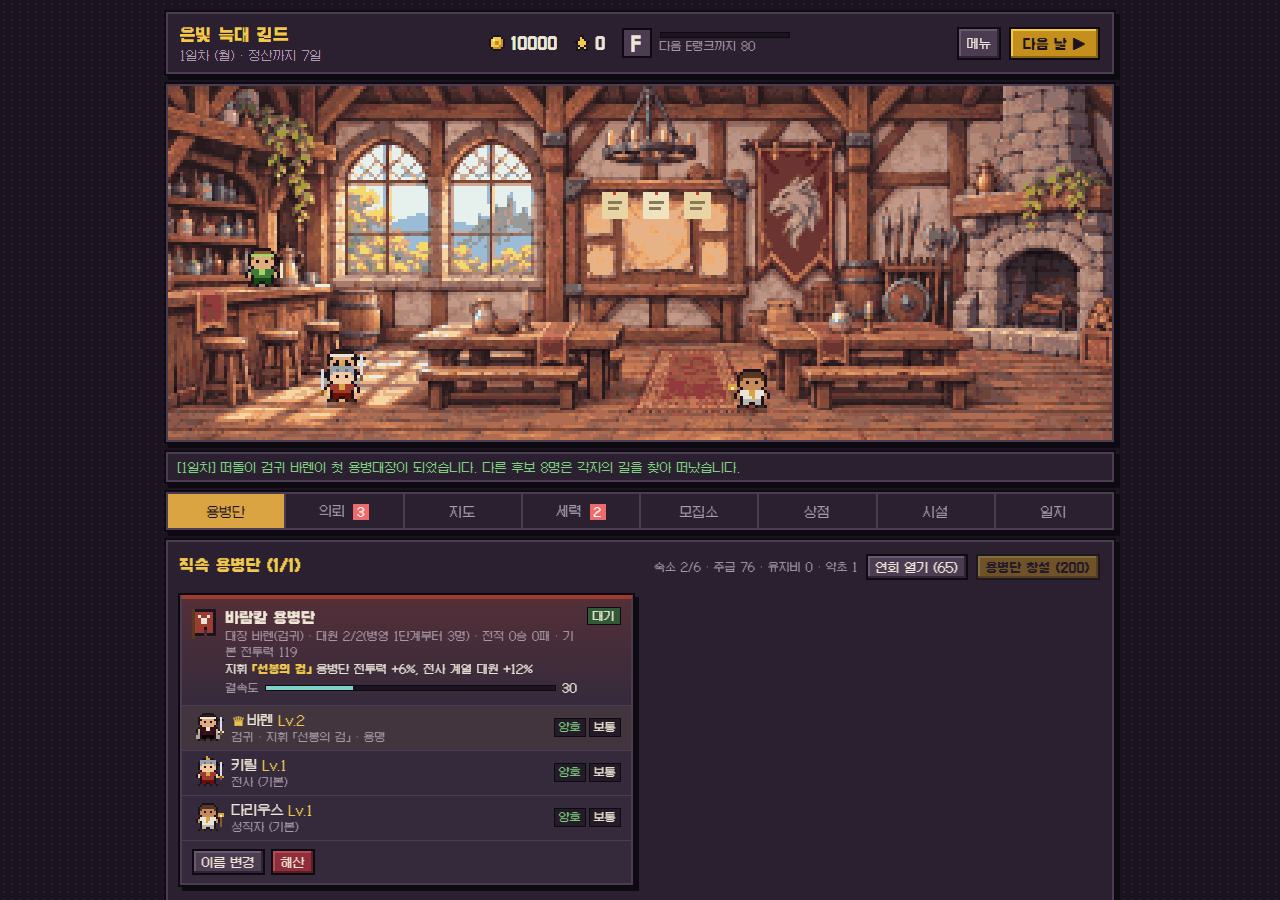 은빛 늑대 길드
1일차 (월) · 정산까지 7일
10000
0
F
다음 E랭크까지 80
메뉴
다음 날 ▶
[1일차] 떠돌이 검귀 바렌이 첫 용병대장이 되었습니다. 다른 후보 8명은 각자의 길을 찾아 떠났습니다.
용병단
의뢰 3
지도
세력 2
모집소
상점
시설
일지
직속 용병단 (1/1)
숙소 2/6 · 주급 76 · 유지비 0 · 약초 1
연회 열기 (65)
용병단 창설 (200)
바람칼 용병단
대기
대장 바렌(검귀) · 대원 2/2(병영 1단계부터 3명) · 전적 0승 0패 · 기
본 전투력 119
지휘 「선봉의 검」 용병단 전투력 +6%, 전사 계열 대원 +12%
결속도 30
바렌 Lv.2
양호 보통
검귀 · 지휘 「선봉의 검」 · 용맹
키릴 Lv.1
양호 보통
전사 (기본)
다리우스 Lv.1
양호 보통
성직자 (기본)
이름 변경
해산